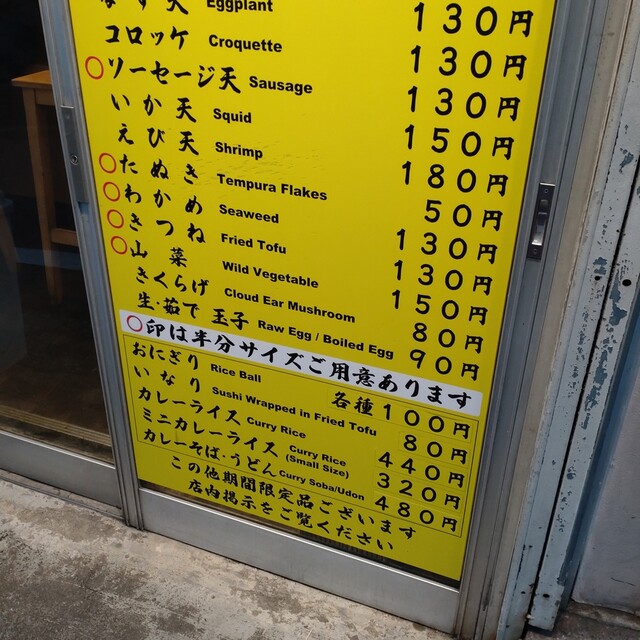 なす天 Eggplant 130円
コロッケ Croquette 130円
○ソーセージ天 Sausage 130円
いか天 Squid 150円
えび天 Shrimp 180円
○たぬき Tempura Flakes 50円
○わかめ Seaweed 130円
○きつね Fried Tofu 130円
○山菜 Wild Vegetable 150円
きくらげ Cloud Ear Mushroom 80円
生・茹で玉子 Raw Egg / Boiled Egg 90円
○印は半分サイズご用意あります
おにぎり Rice Ball 各種100円
いなり Sushi Wrapped in Fried Tofu 80円
カレーライス Curry Rice 440円
ミニカレーライス Curry Rice (Small Size) 320円
カレーそば・うどん Curry Soba/Udon 480円
この他期間限定品ございます
店内掲示をご覧ください